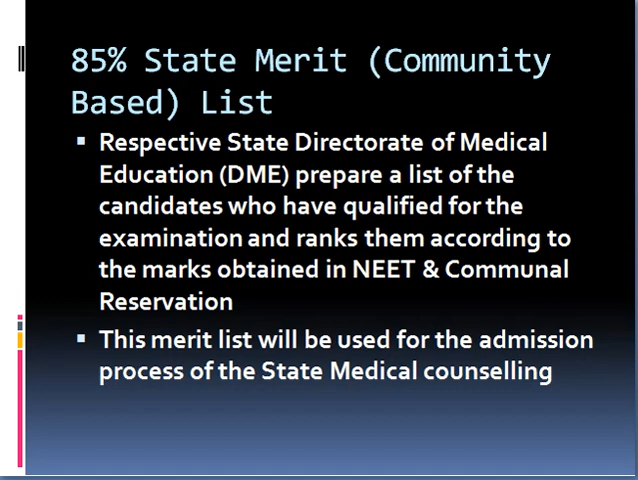 85% State Merit (Community
Based) List
▪ Respective State Directorate of Medical
Education (DME) prepare a list of the
candidates who have qualified for the
examination and ranks them according to
the marks obtained in NEET & Communal
Reservation
▪ This merit list will be used for the admission
process of the State Medical counselling